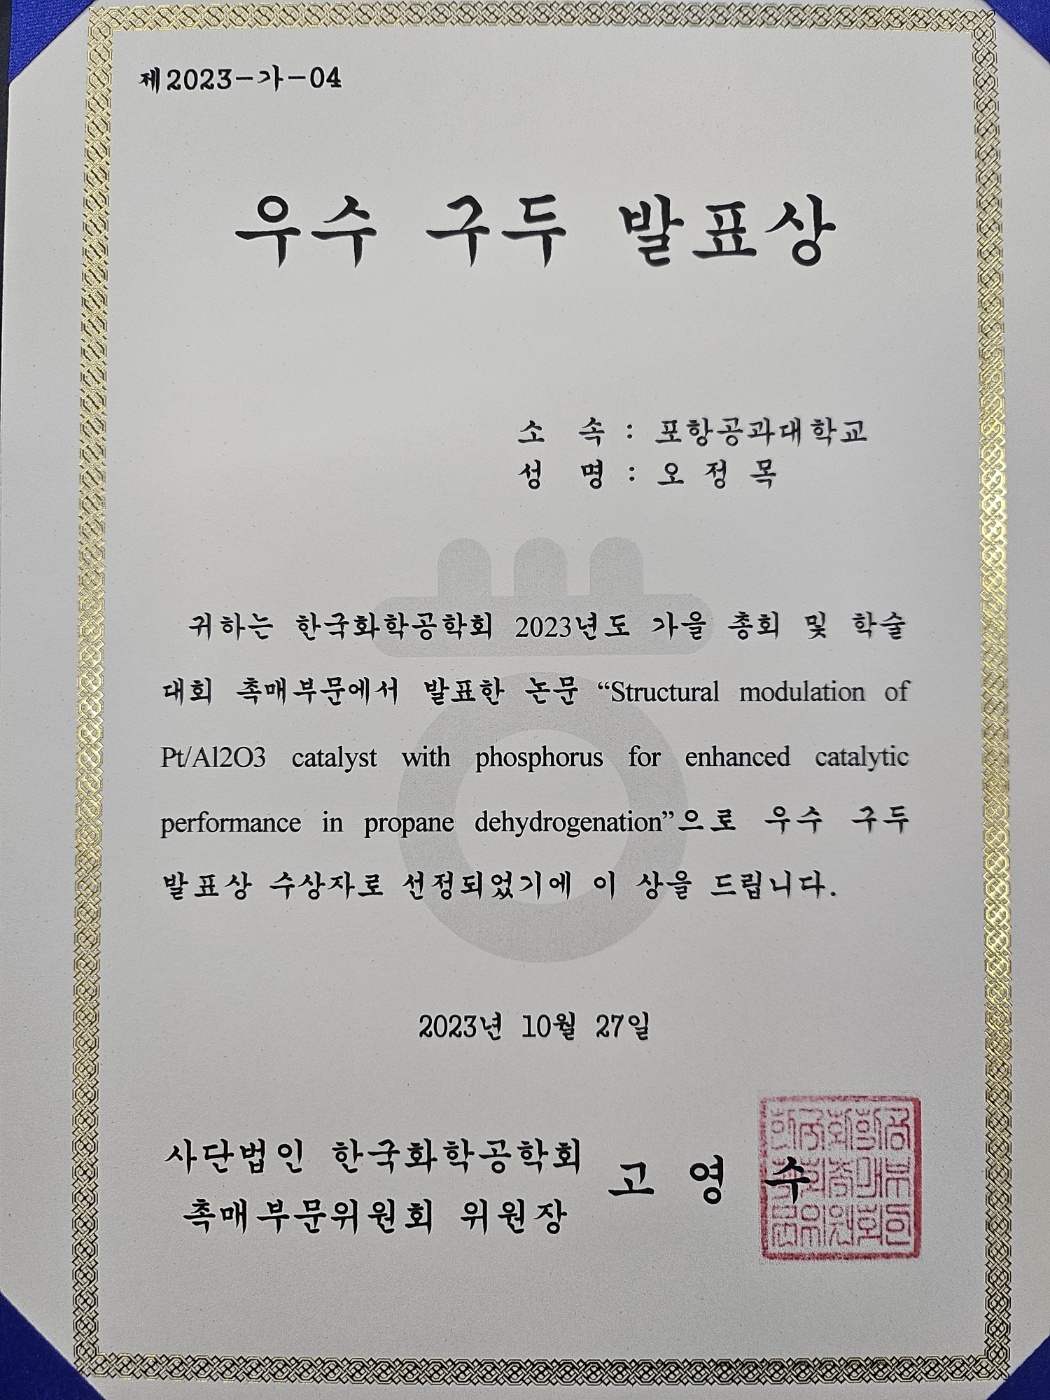 제2023-가-04
우수 구두 발표상
소 속 : 포항공과대학교
성 명 : 오 정 목
귀하는 한국화학공학회 2023년도 가을 총회 및 학술
대회 촉매부문에서 발표한 논문 “Structural modulation of
Pt/Al2O3 catalyst with phosphorus for enhanced catalytic
performance in propane dehydrogenation”으로 우수 구두
발표상 수상자로 선정되었기에 이 상을 드립니다.
2023년 10월 27일
사단법인 한국화학공학회
촉매부문위원회 위원장 고 영 수